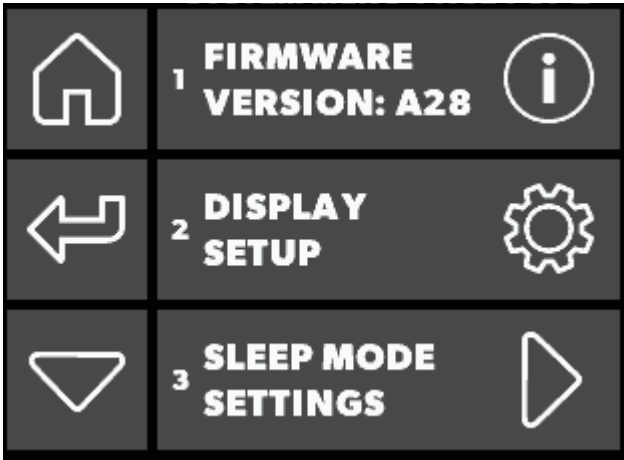 1 FIRMWARE
VERSION: A28
2 DISPLAY
SETUP
3 SLEEP MODE
SETTINGS